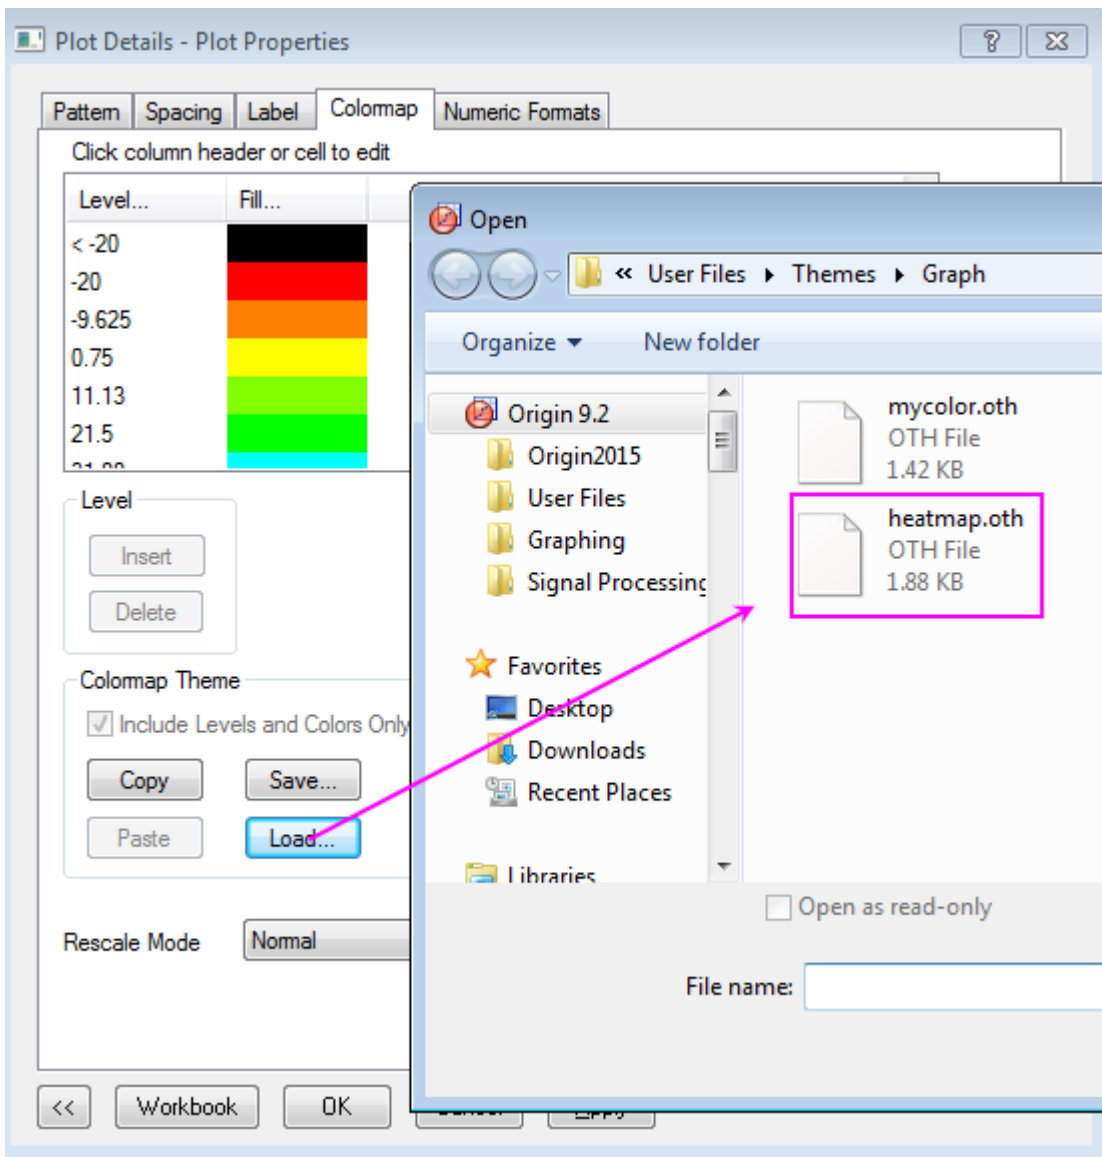 Plot Details - Plot Properties
Pattern Spacing Label Colormap Numeric Formats
Click column header or cell to edit
Level... Fill...
< -20
-20
-9.625
0.75
11.13
21.5
Level
Insert
Delete
Colormap Theme
Include Levels and Colors Only
Copy Save...
Paste Load...
Rescale Mode Normal
<< Workbook OK
Open
« User Files Themes Graph
Organize New folder
Origin 9.2
Origin2015
User Files
Graphing
Signal Processing
Favorites
Desktop
Downloads
Recent Places
Libraries
mycolor.oth
OTH File
1.42 KB
heatmap.oth
OTH File
1.88 KB
Open as read-only
File name: